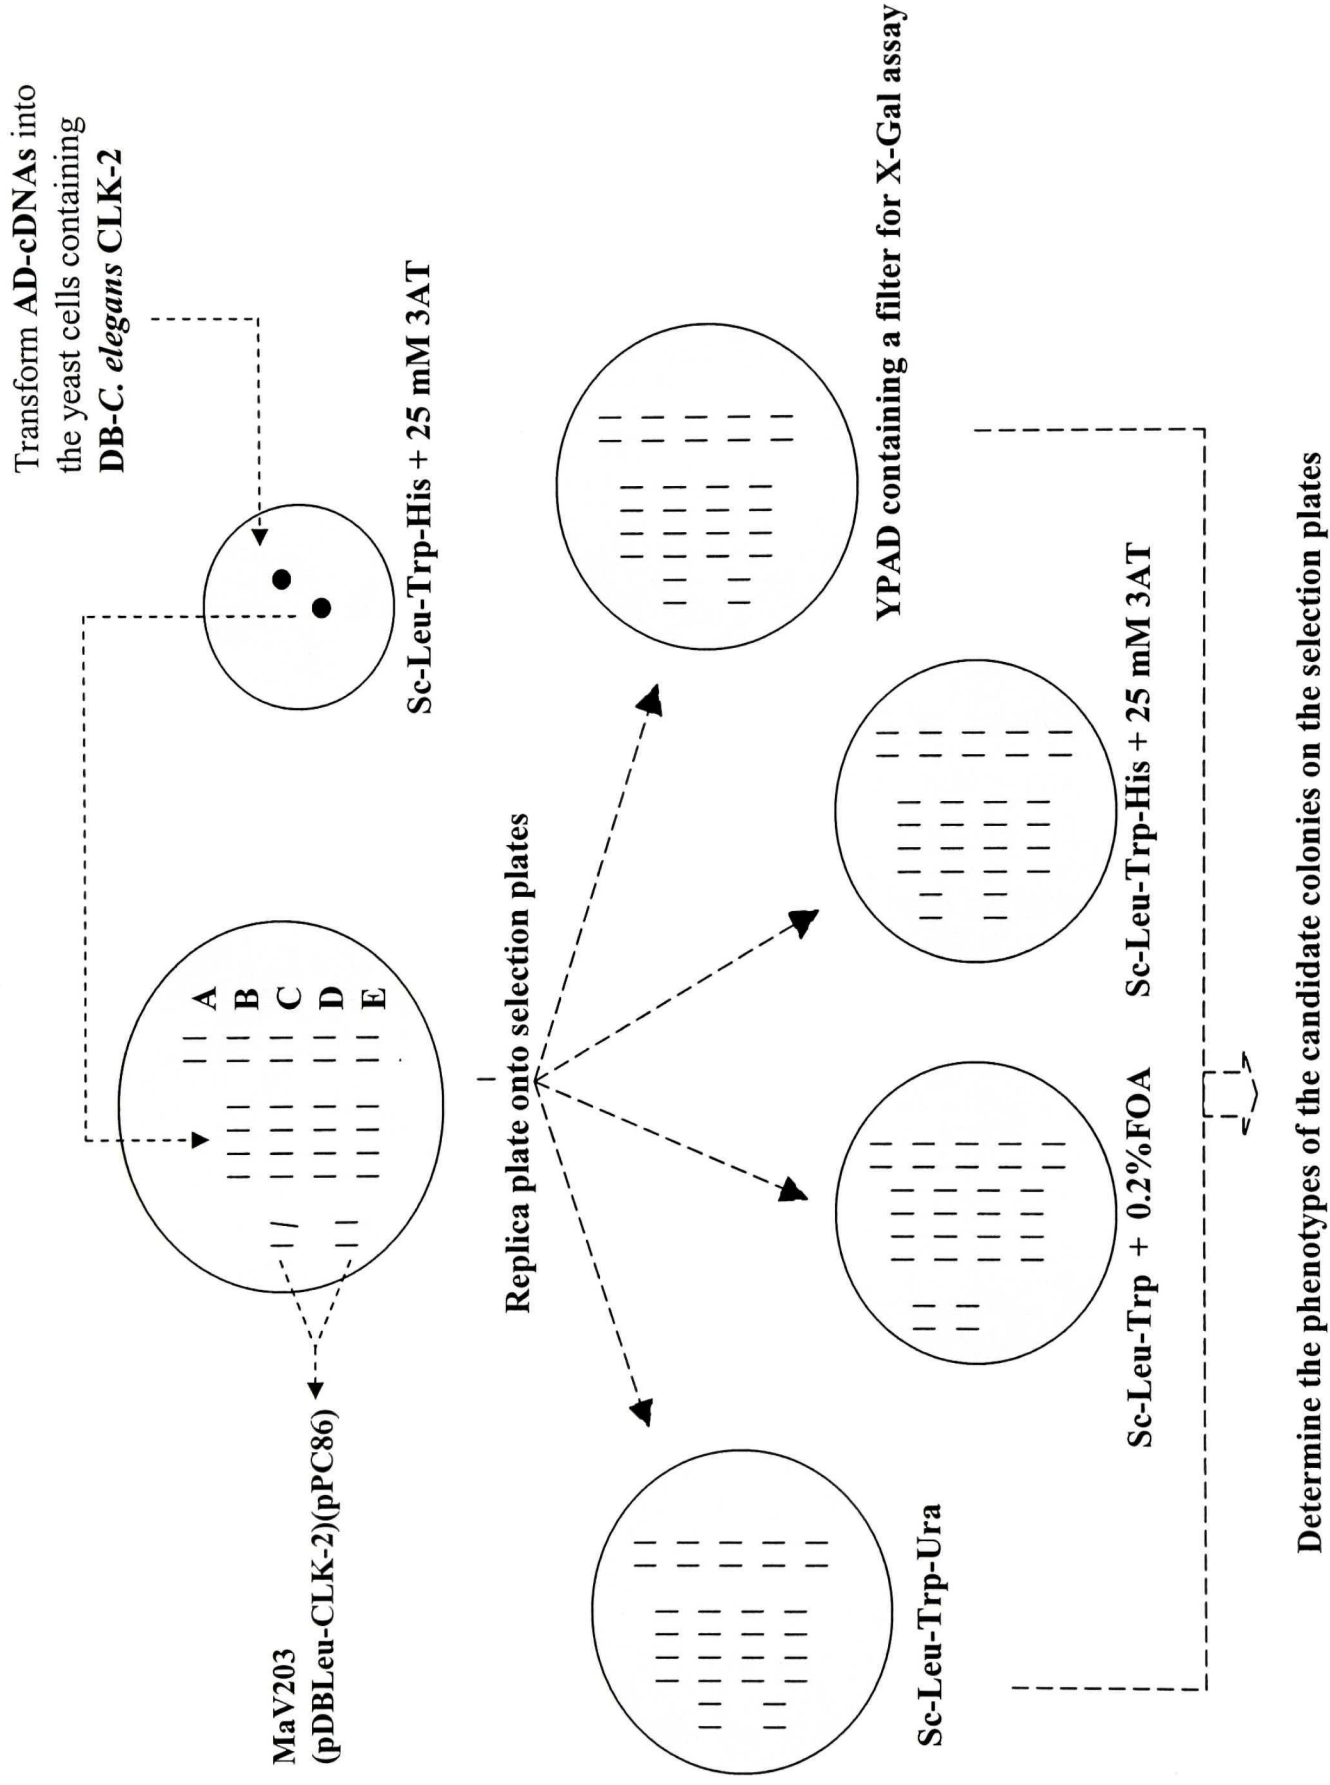 Transform AD-cDNAs into
the yeast cells containing
DB-C. elegans CLK-2
Sc-Leu-Trp-His + 25 mM 3AT
A
B
C
D
E
MaV203
(pDBLeu-CLK-2)(pPC86)
Replica plate onto selection plates
Sc-Leu-Trp-Ura
Sc-Leu-Trp + 0.2%FOA
Sc-Leu-Trp-His + 25 mM 3AT
YPAD containing a filter for X-Gal assay
Determine the phenotypes of the candidate colonies on the selection plates